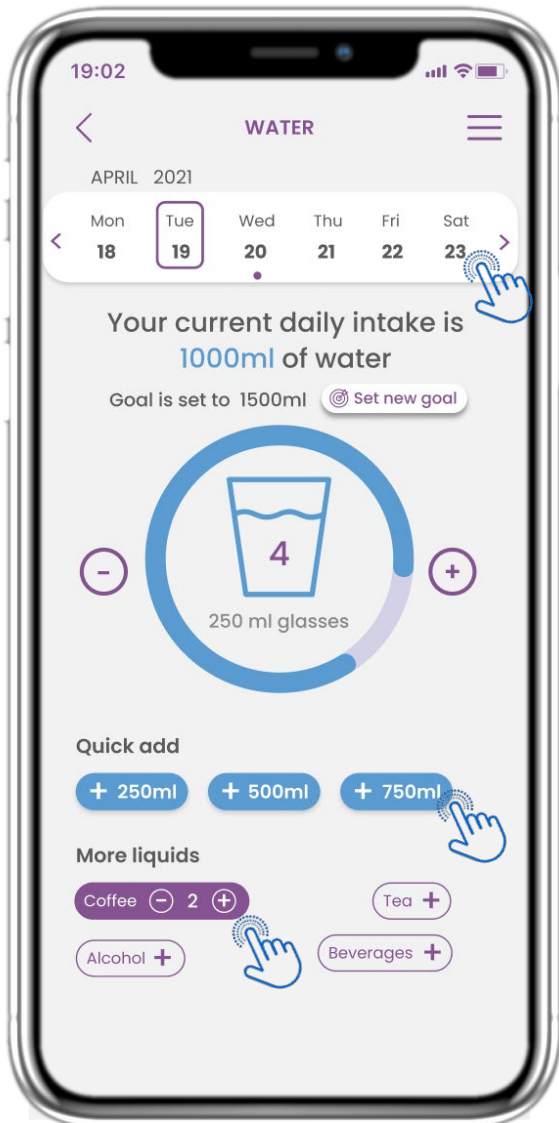 19:02
WATER
APRIL 2021
Mon Tue Wed Thu Fri Sat
< 18 19 20 21 22 23 >
Your current daily intake is
1000ml of water
Goal is set to 1500ml Set new goal
4
- +
250 ml glasses
Quick add
+ 250ml + 500ml + 750ml
More liquids
Coffee - 2 + Tea +
Alcohol + Beverages +